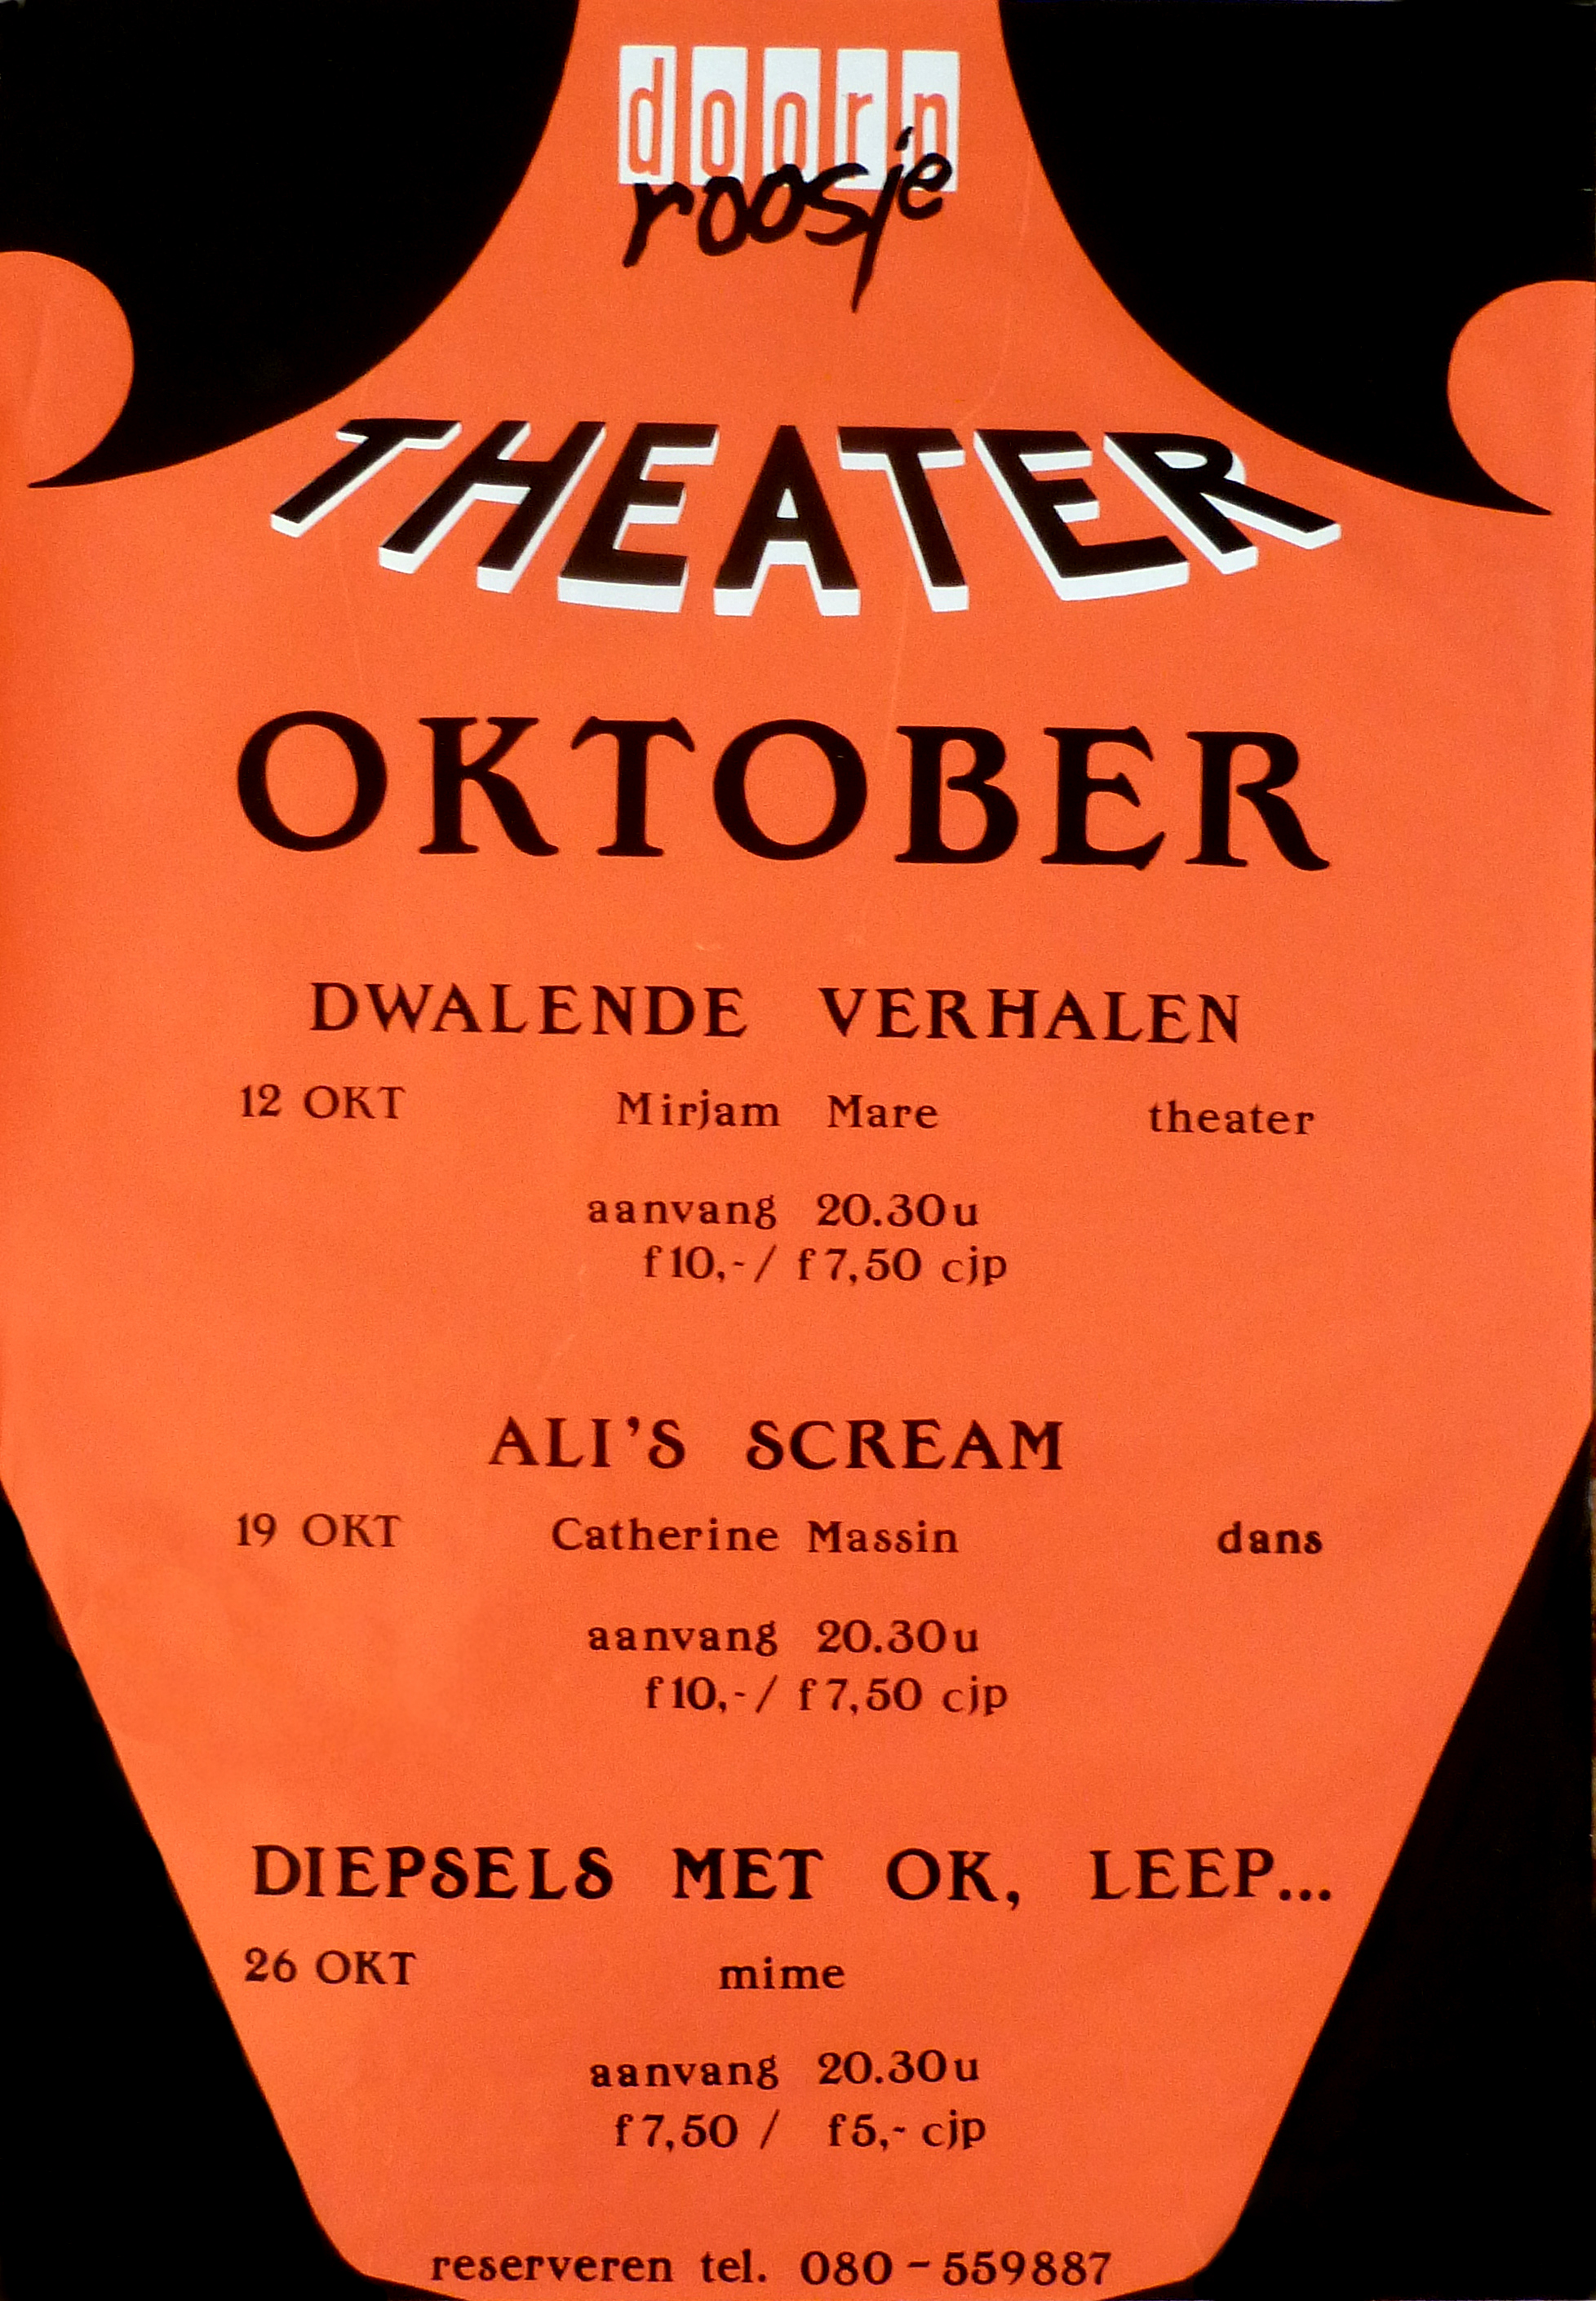 doorn
roosje
THEATER
OKTOBER
DWALENDE VERHALEN
12 OKT Mirjam Mare theater
aanvang 20.30u
f10,-/ f7,50 cjp
ALI'S SCREAM
19 OKT Catherine Massin dans
aanvang 20.30u
f10,-/ f7,50 cjp
DIEPSELS MET OK, LEEP...
26 OKT mime
aanvang 20.30u
f7,50 / f5,- cjp
reserveren tel. 080-559887